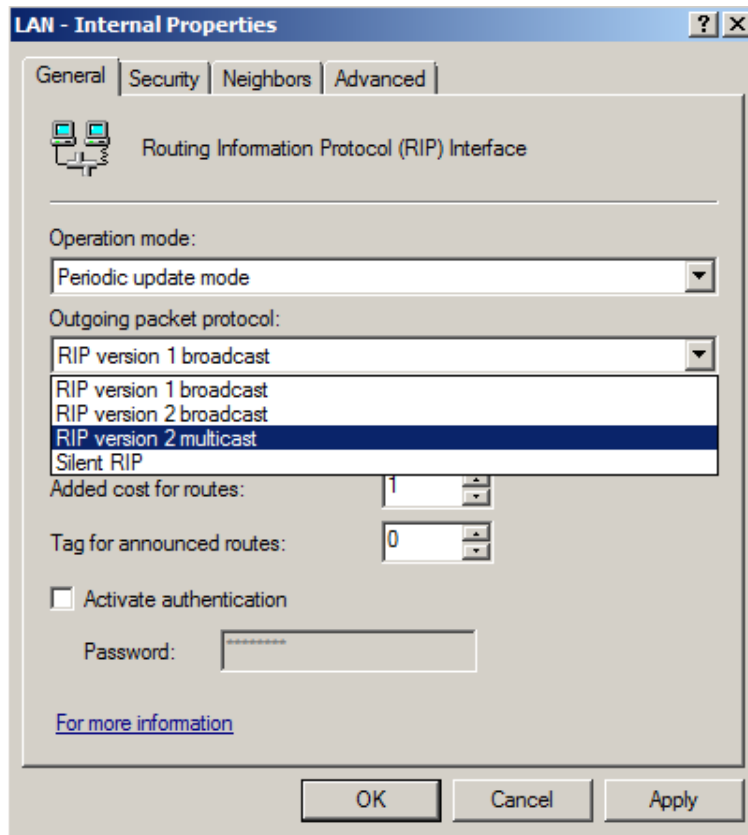 LAN - Internal Properties
General Security Neighbors Advanced
Routing Information Protocol (RIP) Interface
Operation mode:
Periodic update mode
Outgoing packet protocol:
RIP version 1 broadcast
RIP version 1 broadcast
RIP version 2 broadcast
RIP version 2 multicast
Silent RIP
Added cost for routes: 1
Tag for announced routes: 0
Activate authentication
Password: ********
For more information
OK Cancel Apply